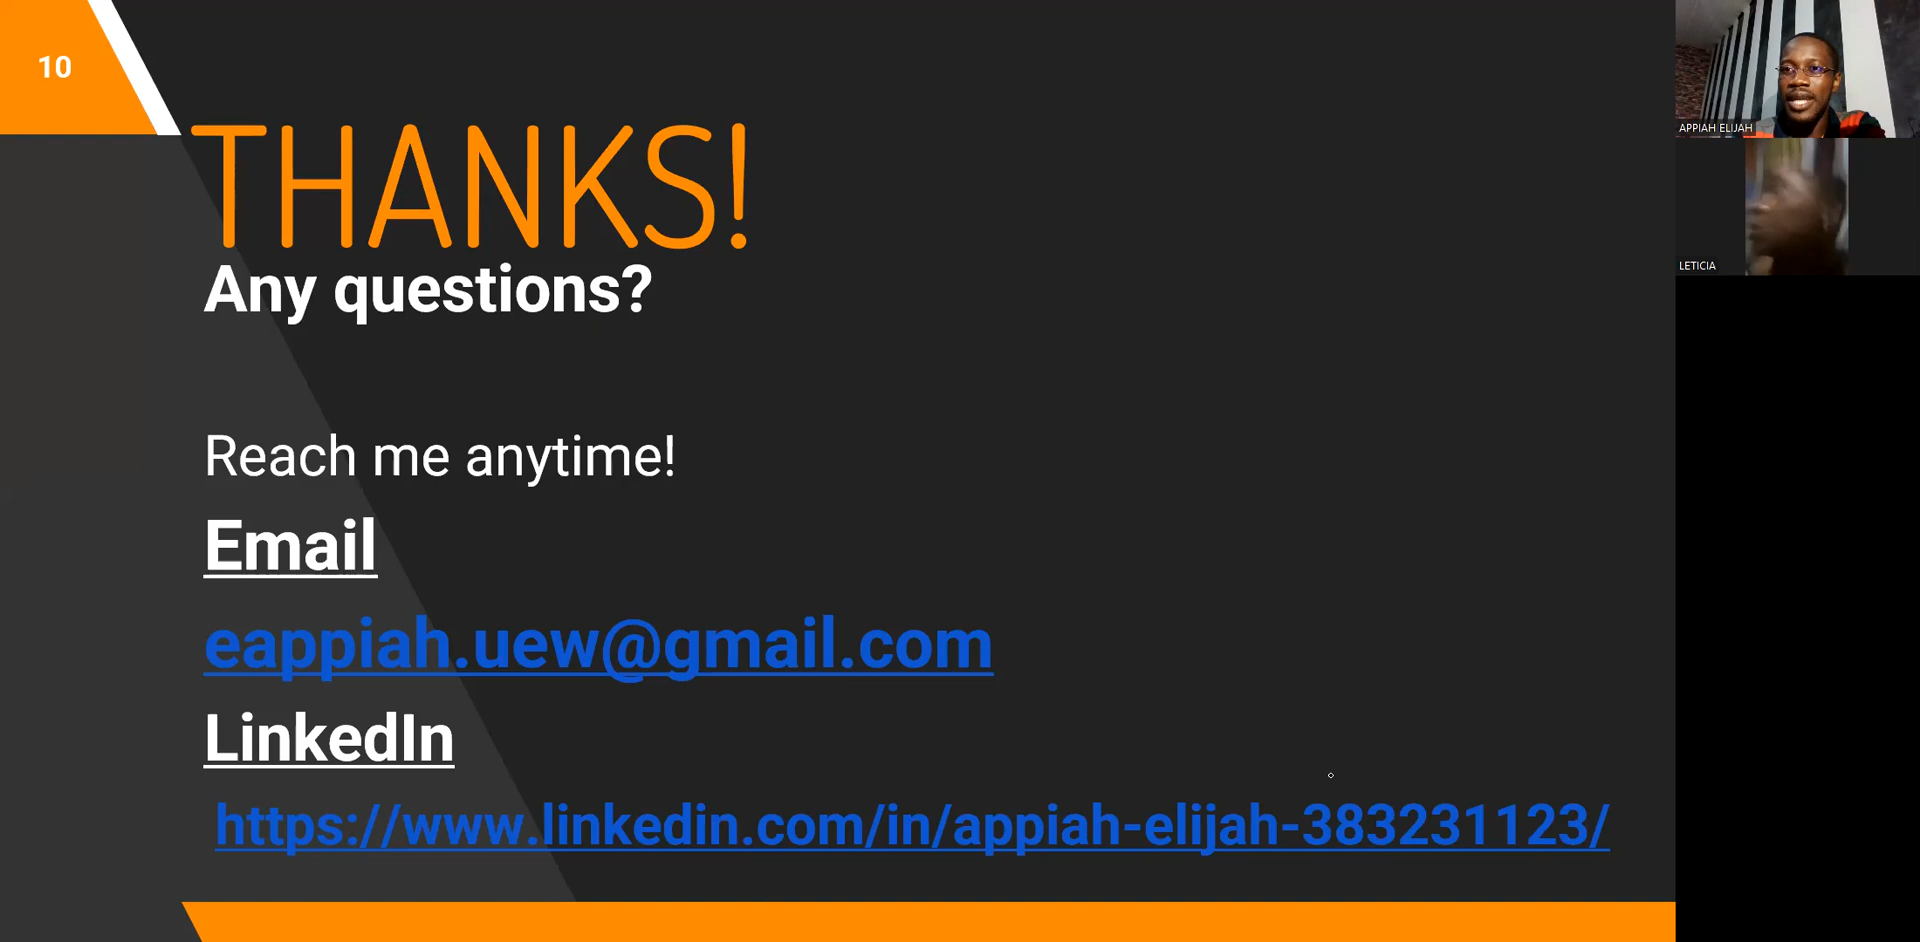 10
THANKS!
Any questions?
Reach me anytime!
Email
eappiah.uew@gmail.com
LinkedIn
https://www.linkedin.com/in/appiah-elijah-383231123/
APPIAH ELIJAH
LETICIA